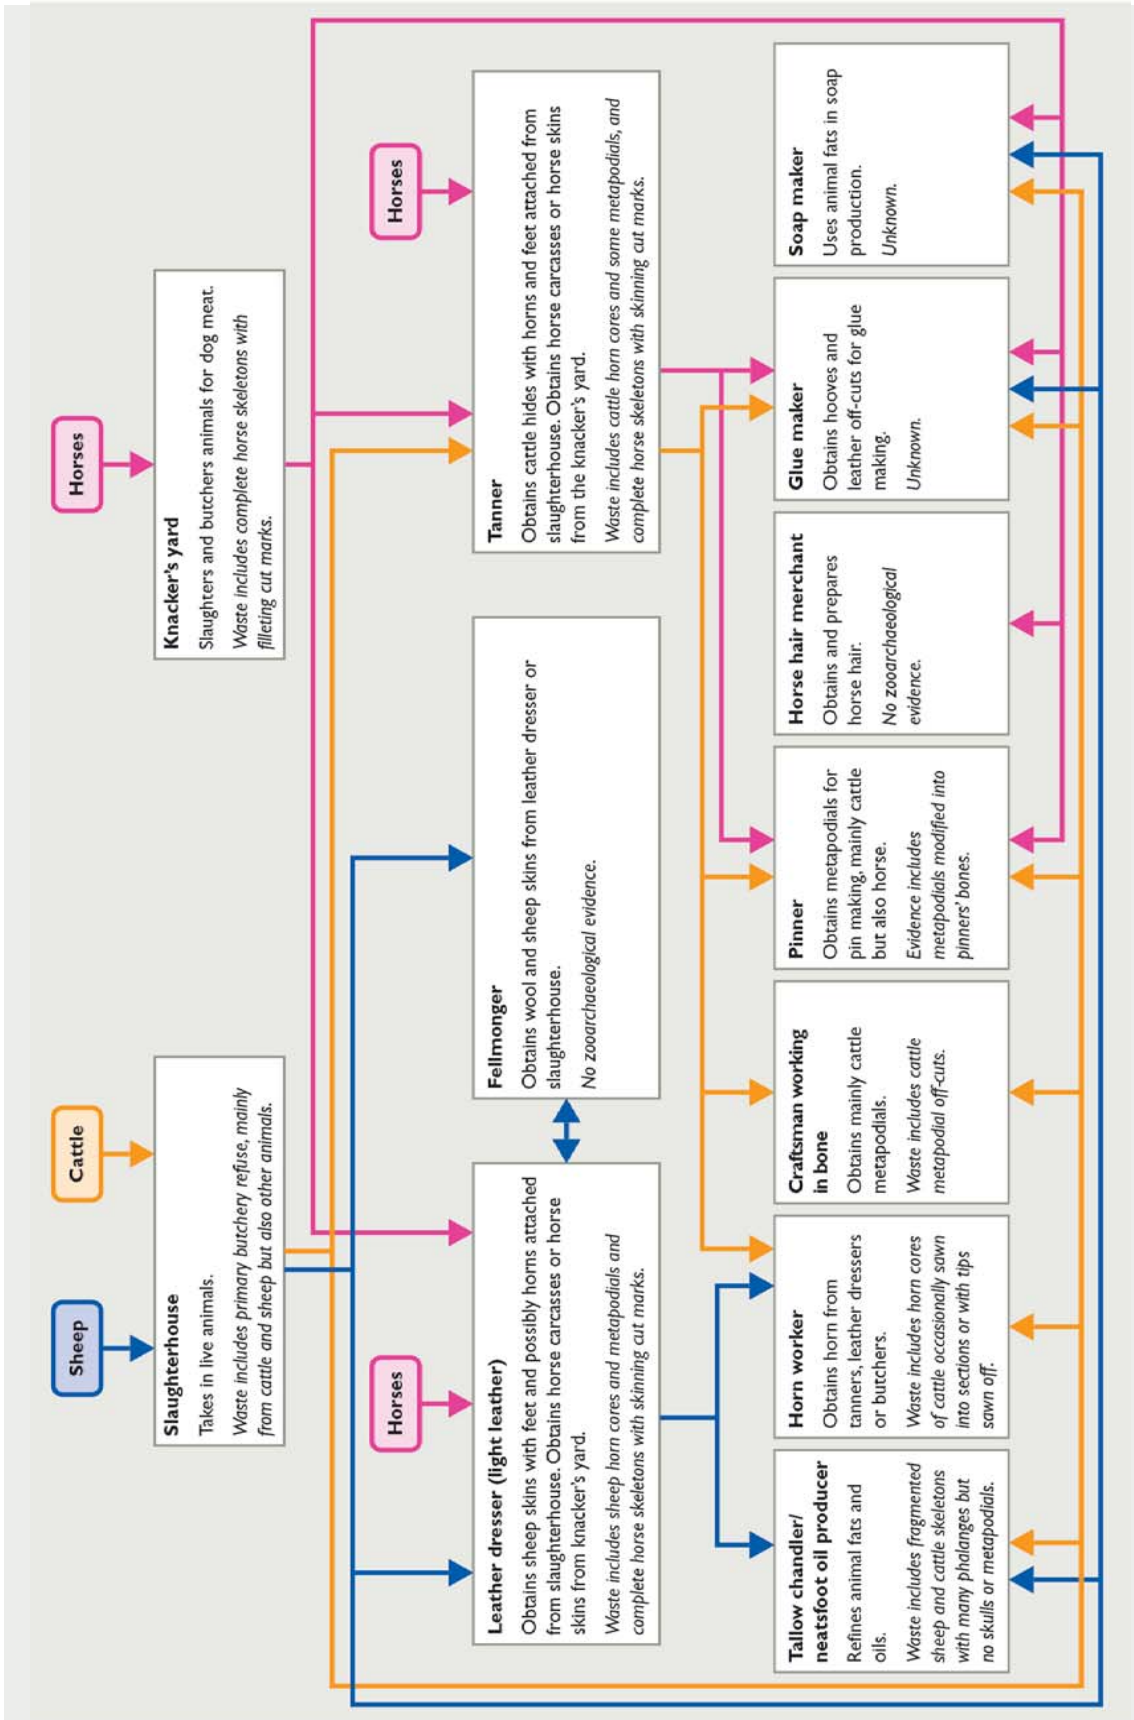 Sheep
Cattle
Horses
Slaughterhouse
Takes in live animals.
Waste includes primary butchery refuse, mainly
from cattle and sheep but also other animals.
Knacker's yard
Slaughters and butchers animals for dog meat.
Waste includes complete horse skeletons with
filleting cut marks.
Horses
Horses
Leather dresser (light leather)
Obtains sheep skins with feet and possibly horns attached
from slaughterhouse. Obtains horse carcasses or horse
skins from knacker's yard.
Waste includes sheep horn cores and metapodials and
complete horse skeletons with skinning cut marks.
Fellmonger
Obtains wool and sheep skins from leather dresser or
slaughterhouse.
No zooarchaeological evidence.
Tanner
Obtains cattle hides with horns and feet attached from
slaughterhouse. Obtains horse carcasses or horse skins
from the knacker's yard.
Waste includes cattle horn cores and some metapodials, and
complete horse skeletons with skinning cut marks.
Tallow chandler/
neatsfoot oil producer
Refines animal fats and
oils.
Waste includes fragmented
sheep and cattle skeletons
with many phalanges but
no skulls or metapodials.
Horn worker
Obtains horn from
tanners, leather dressers
or butchers.
Waste includes horn cores
of cattle occasionally sawn
into sections or with tips
sawn off.
Craftsman working
in bone
Obtains mainly cattle
metapodials.
Waste includes cattle
metapodial off-cuts.
Pinner
Obtains metapodials for
pin making, mainly cattle
but also horse.
Evidence includes
metapodials modified into
pinners' bones.
Horse hair merchant
Obtains and prepares
horse hair.
No zooarchaeological
evidence.
Glue maker
Obtains hooves and
leather off-cuts for glue
making.
Unknown.
Soap maker
Uses animal fats in soap
production.
Unknown.